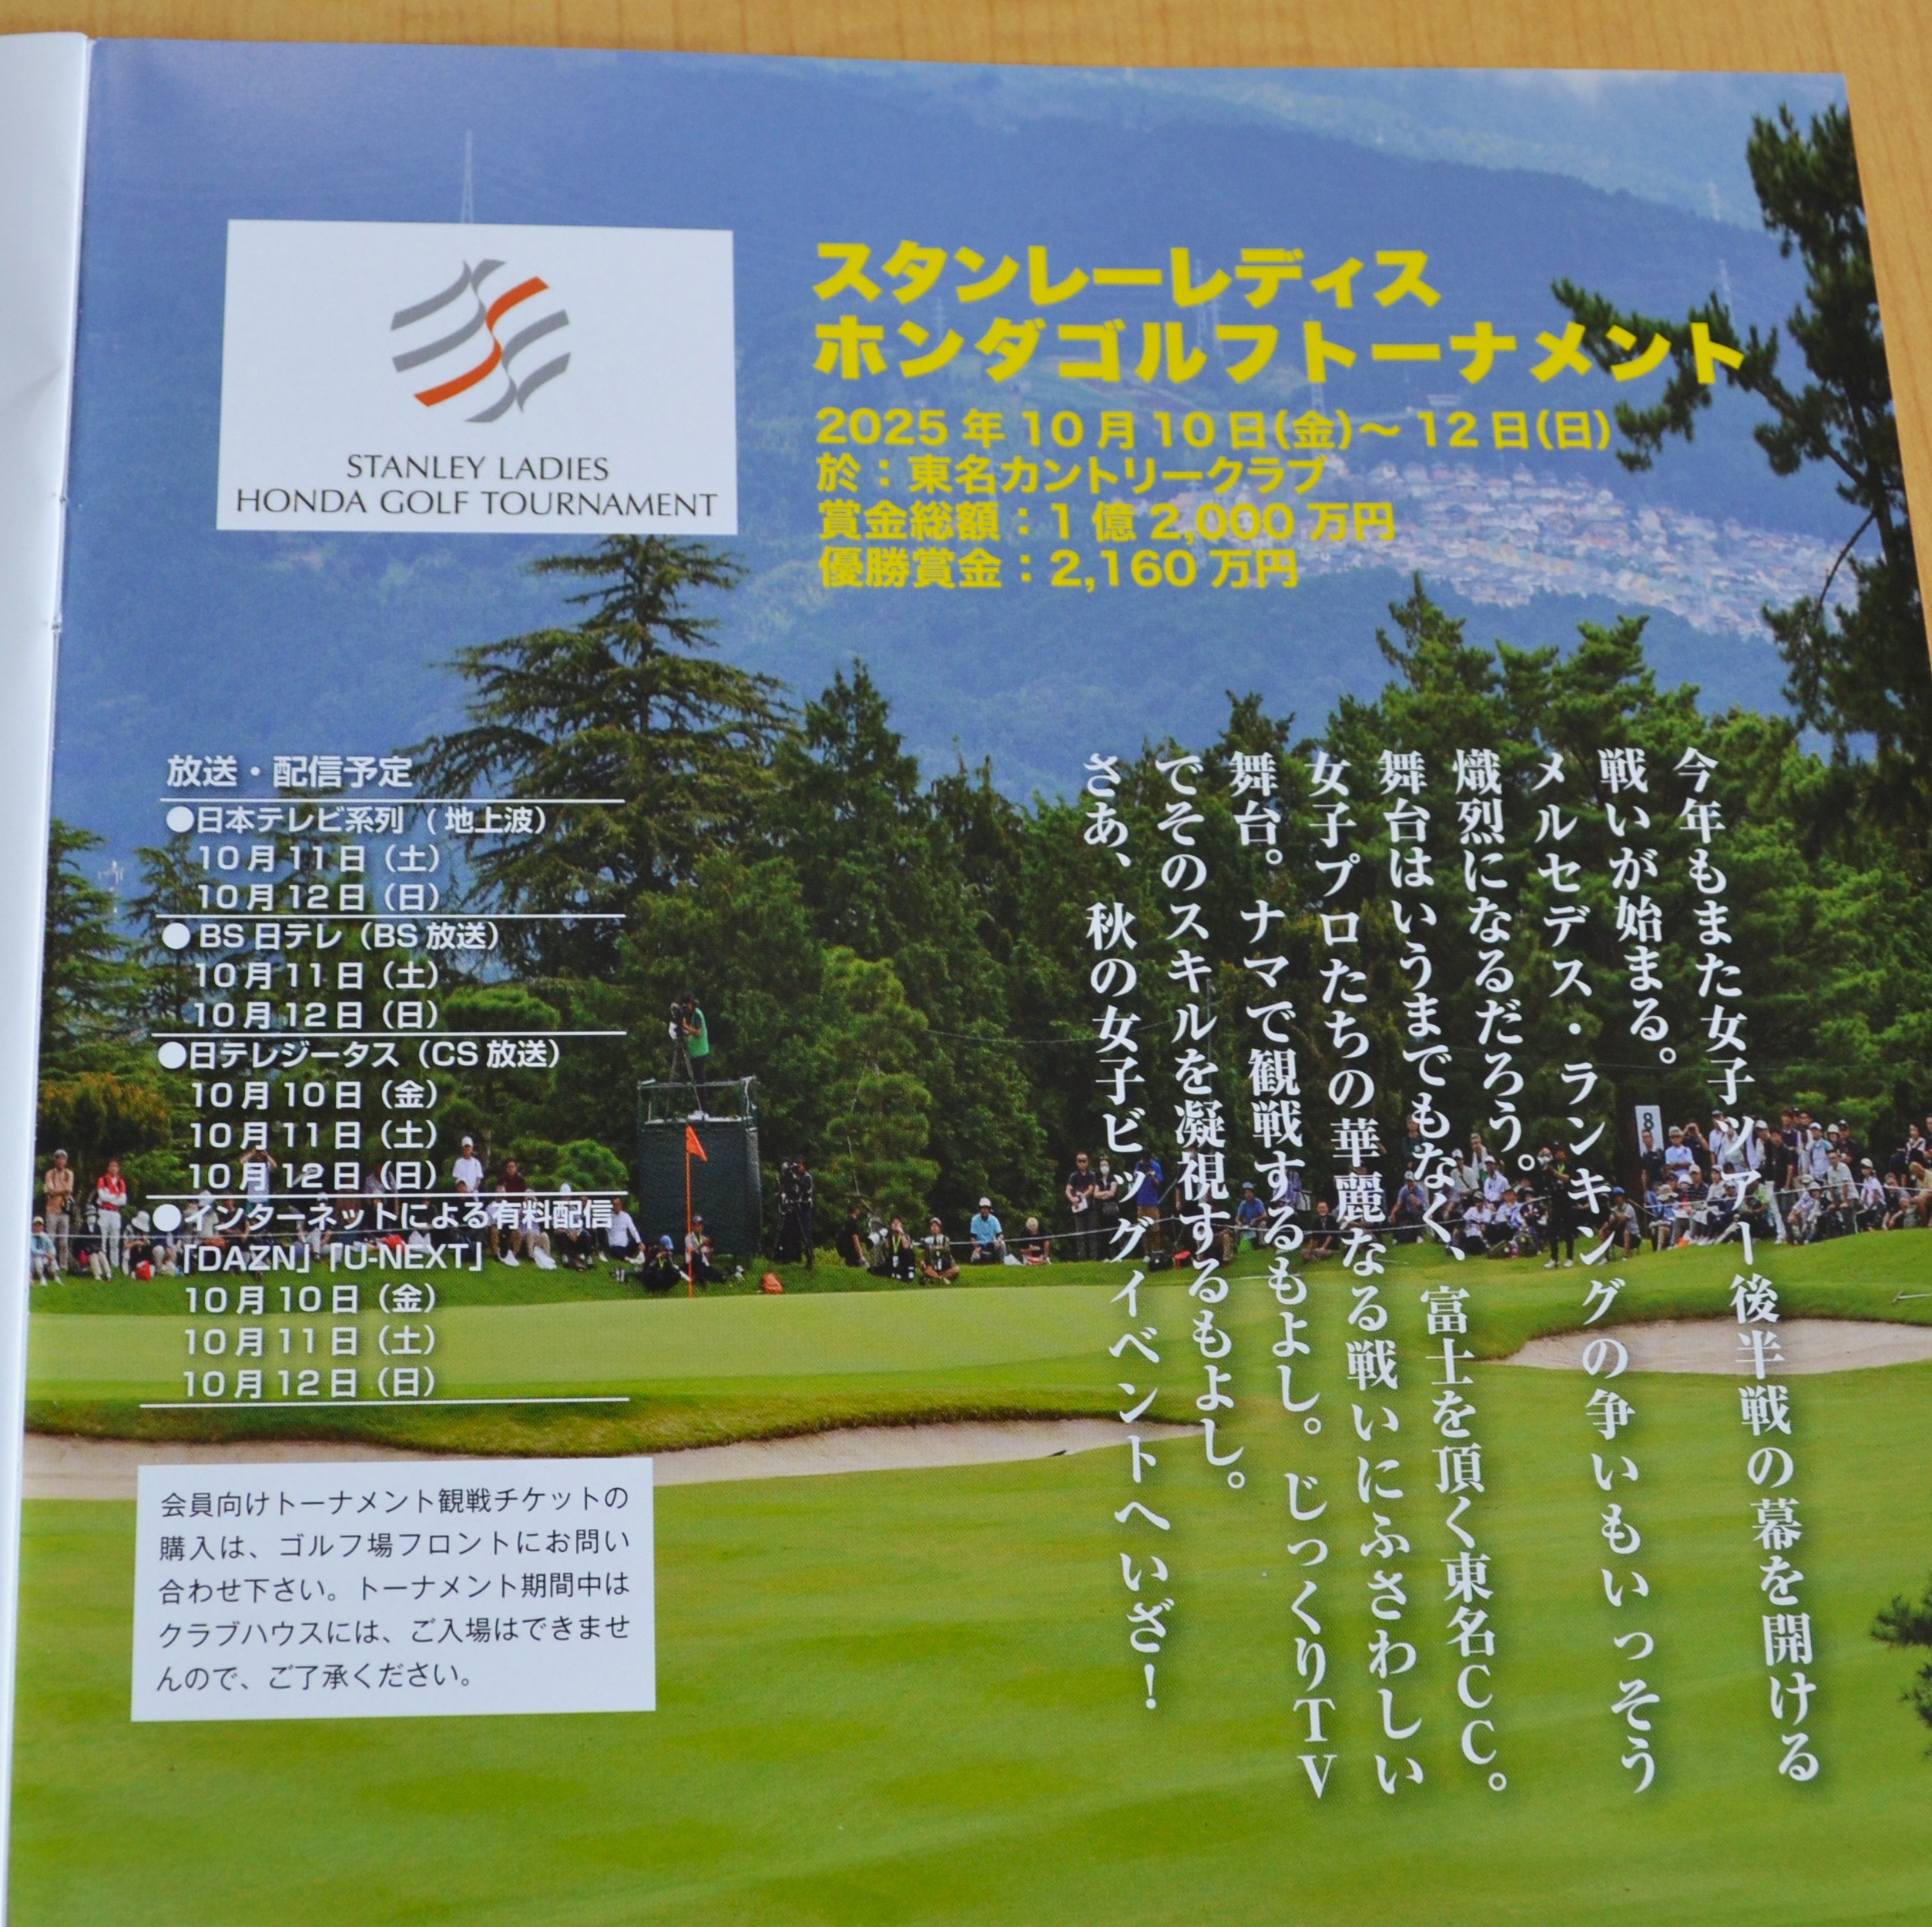 STANLEY LADIES
HONDA GOLF TOURNAMENT
スタンレーレディス
ホンダゴルフトーナメント
2025年10月10日(金)〜12日(日)
於：東名カントリークラブ
賞金総額：1億2,000万円
優勝賞金：2,160万円
今年もまた女子ツアー後半戦の幕を開ける
戦いが始まる。
メルセデス・ランキングの争いもいっそう
熾烈になるだろう。
舞台はいうまでもなく、富士を頂く東名ＣＣ。
女子プロたちの華麗なる戦いにふさわしい
舞台。ナマで観戦するもよし。じっくりＴＶ
でそのスキルを凝視するもよし。
さあ、秋の女子ビッグイベントへいざ！
放送・配信予定
●日本テレビ系列 (地上波)
10月11日（土）
10月12日（日）
●BS日テレ（BS放送）
10月11日（土）
10月12日（日）
●日テレジータス（CS放送）
10月10日（金）
10月11日（土）
10月12日（日）
●インターネットによる有料配信
「DAZN」「U-NEXT」
10月10日（金）
10月11日（土）
10月12日（日）
会員向けトーナメント観戦チケットの
購入は、ゴルフ場フロントにお問い
合わせ下さい。トーナメント期間中は
クラブハウスには、ご入場はできませ
んので、ご了承ください。
8